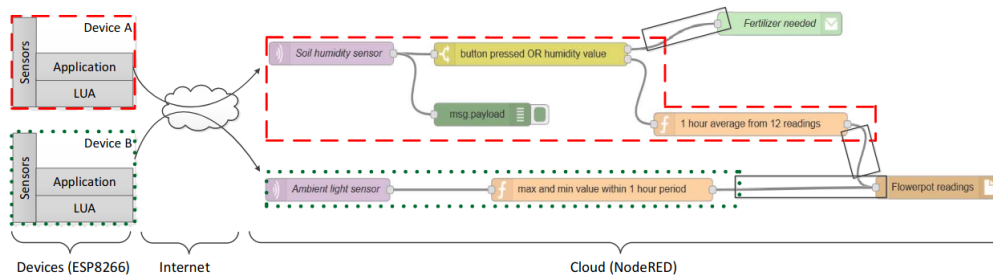 Device A
Sensors
Application
LUA
Device B
Sensors
Application
LUA
Soil humidity sensor
button pressed OR humidity value
Fertilizer needed
msg.payload
1 hour average from 12 readings
Ambient light sensor
max and min value within 1 hour period
Flowerpot readings
Devices (ESP8266)
Internet
Cloud (NodeRED)